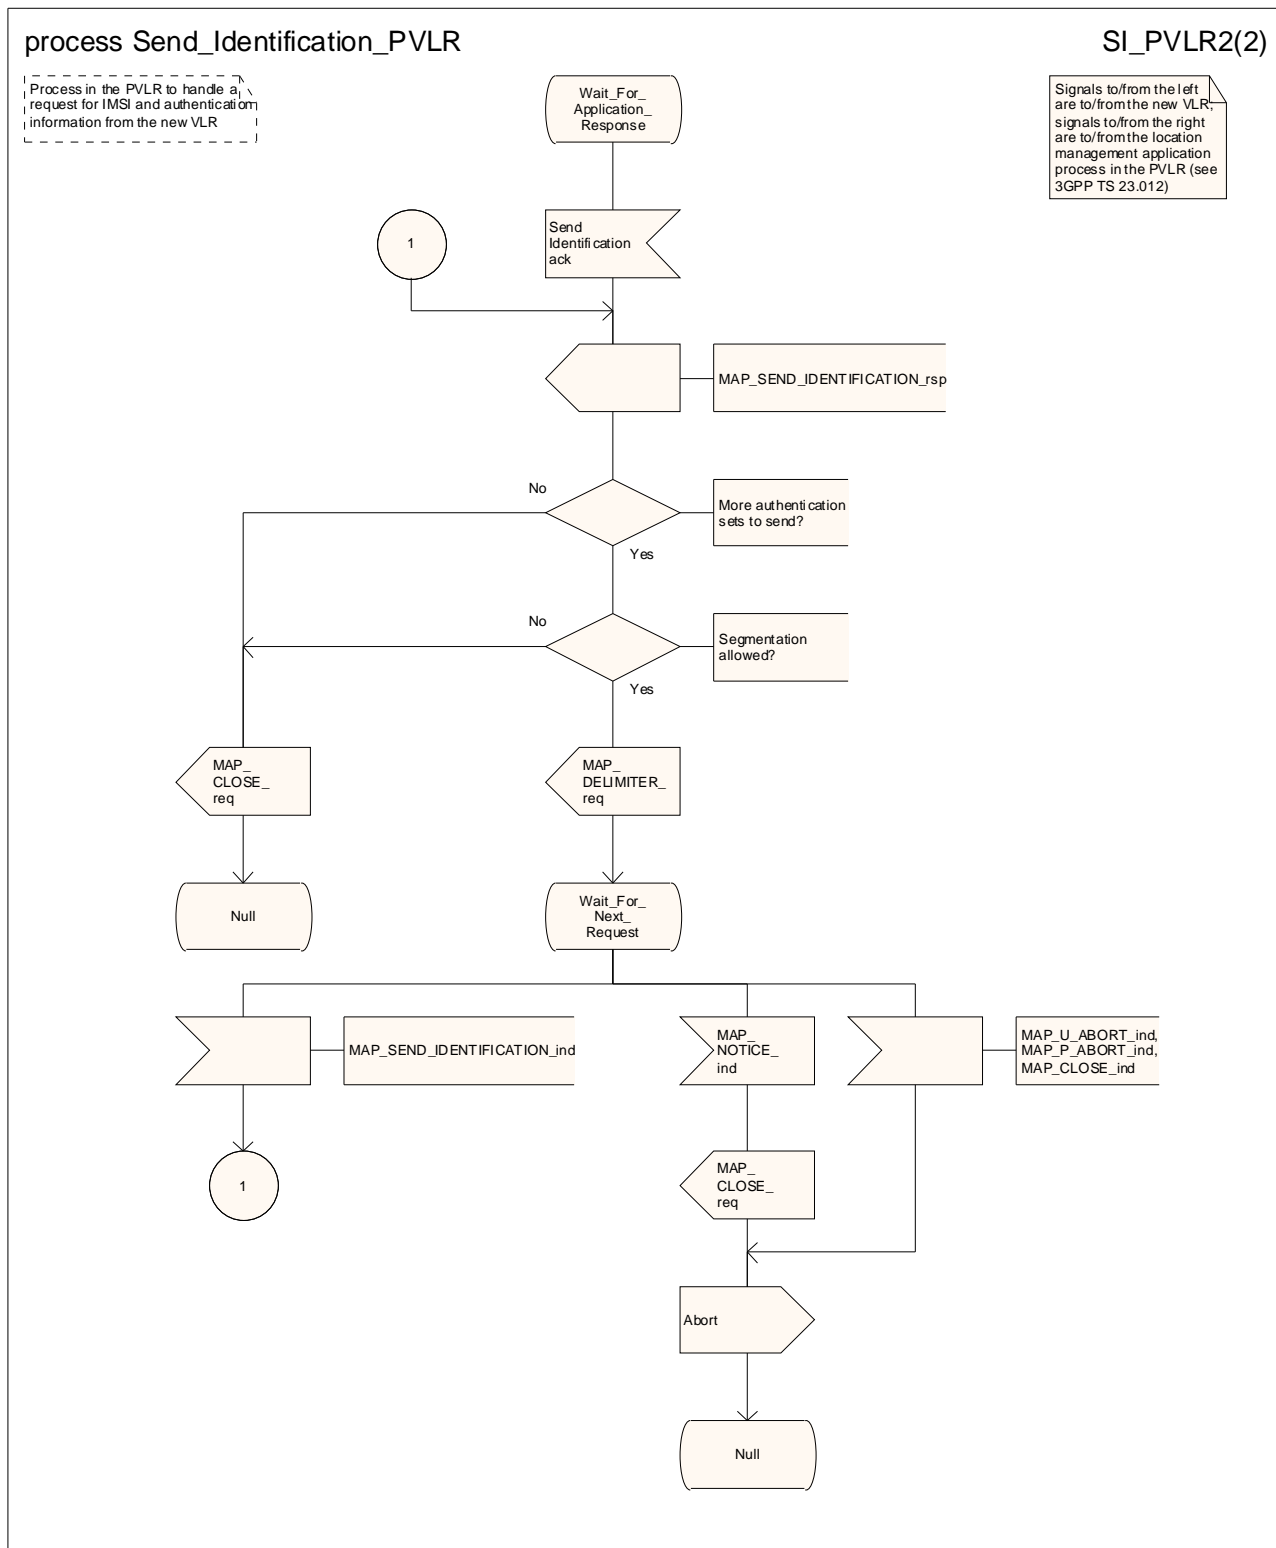 process Send_Identification_PVLR
SI_PVLR2(2)
Process in the PVLR to handle a
request for IMSI and authentication
information from the new VLR
Wait_For_
Application_
Response
Signals to/from the left
are to/from the new VLR;
signals to/from the right
are to/from the location
management application
process in the PVLR (see
3GPP TS 23.012)
1
Send
Identification
ack
MAP_SEND_IDENTIFICATION_rsp
No
More authentication
sets to send?
Yes
No
Segmentation
allowed?
Yes
MAP_
CLOSE_
req
MAP_
DELIMITER_
req
Null
Wait_For_
Next_
Request
MAP_SEND_IDENTIFICATION_ind
MAP_
NOTICE_
ind
MAP_U_ABORT_ind,
MAP_P_ABORT_ind,
MAP_CLOSE_ind
1
MAP_
CLOSE_
req
Abort
Null